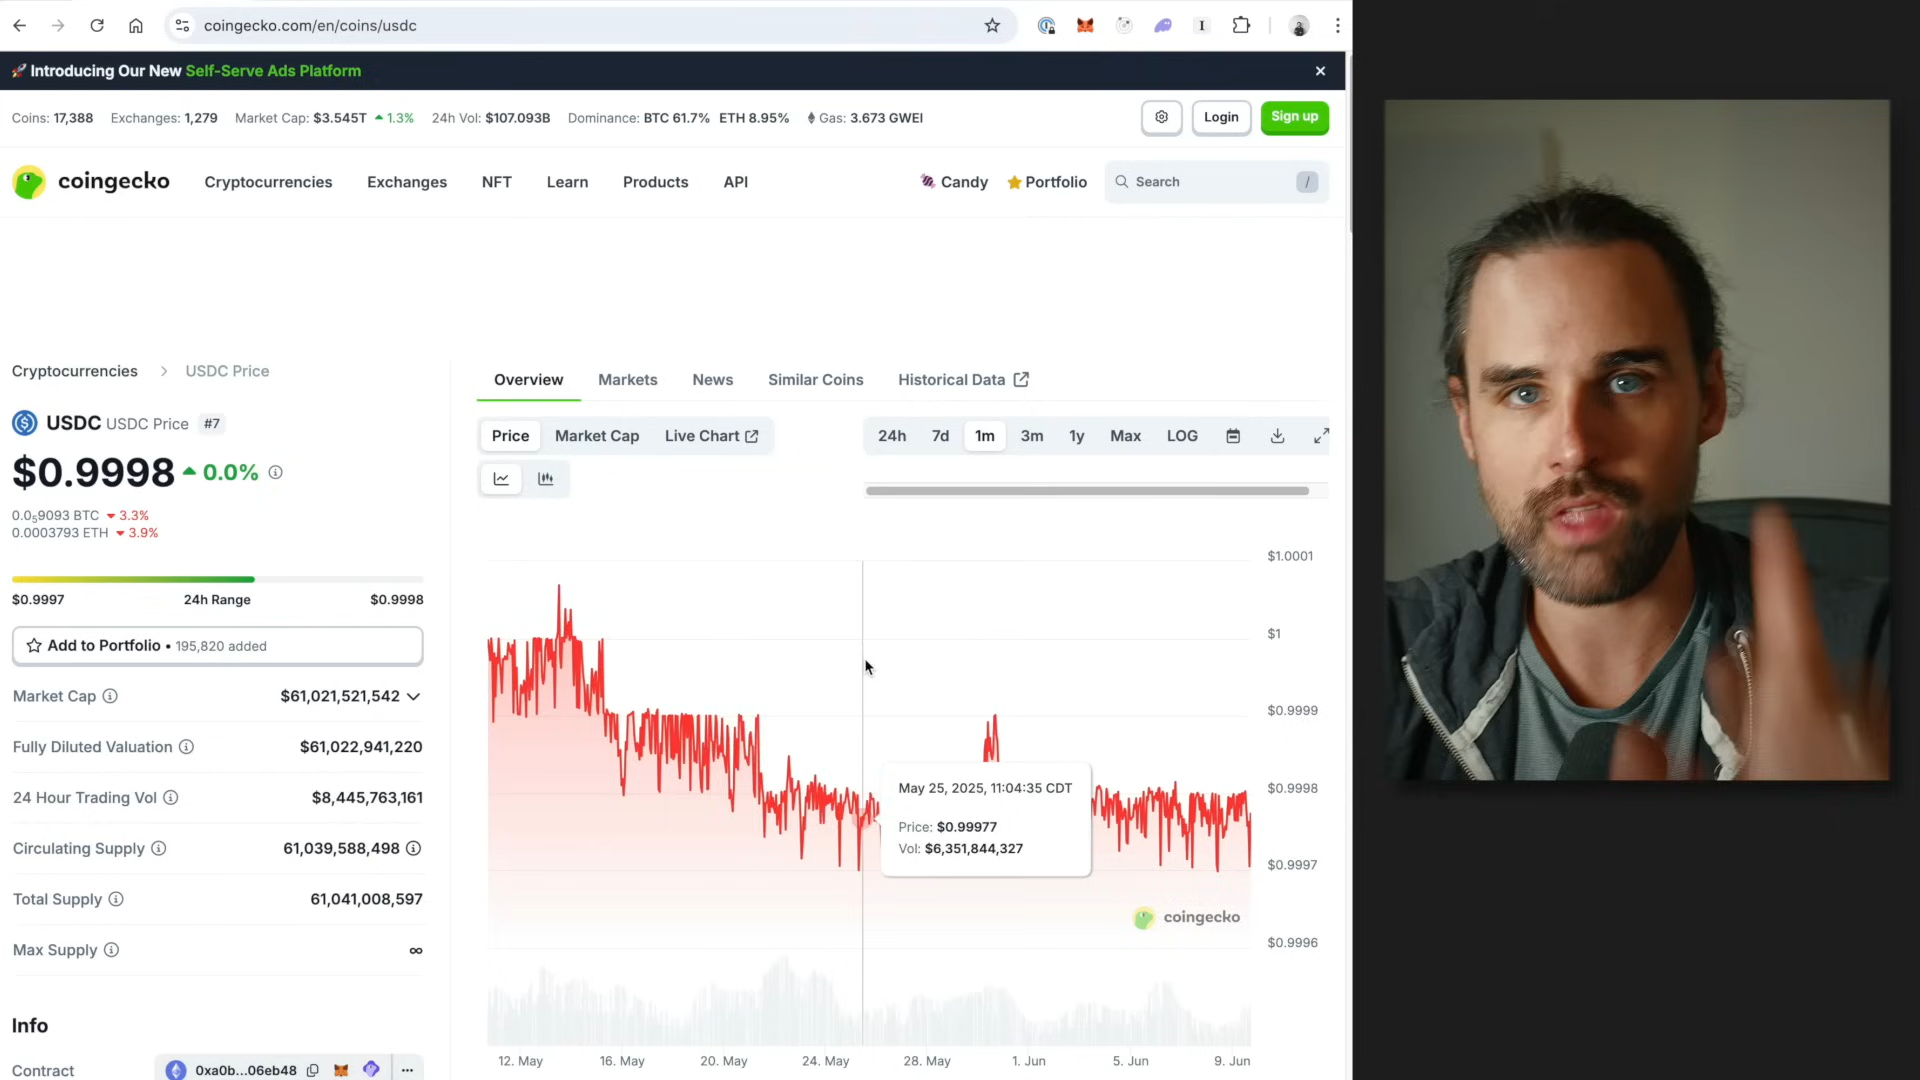 coingecko.com/en/coins/usdc
🚀 Introducing Our New Self-Serve Ads Platform
Coins: 17,388 Exchanges: 1,279 Market Cap: $3.545T 1.3% 24h Vol: $107.093B Dominance: BTC 61.7% ETH 8.95% Gas: 3.673 GWEI
Login
Sign up
coingecko
Cryptocurrencies Exchanges NFT Learn Products API
Candy Portfolio Search /
Cryptocurrencies > USDC Price
USDC USDC Price #7
$0.9998 0.0%
0.0₅9093 BTC 3.3%
0.0003793 ETH 3.9%
$0.9997 24h Range $0.9998
Add to Portfolio • 195,820 added
Market Cap $61,021,521,542
Fully Diluted Valuation $61,022,941,220
24 Hour Trading Vol $8,445,763,161
Circulating Supply 61,039,588,498
Total Supply 61,041,008,597
Max Supply ∞
Info
Contract 0xa0b...06eb48
Overview Markets News Similar Coins Historical Data
Price Market Cap Live Chart
24h 7d 1m 3m 1y Max LOG
$1.0001
$1
$0.9999
$0.9998
$0.9997
$0.9996
May 25, 2025, 11:04:35 CDT
Price: $0.99977
Vol: $6,351,844,327
coingecko
12. May 16. May 20. May 24. May 28. May 1. Jun 5. Jun 9. Jun